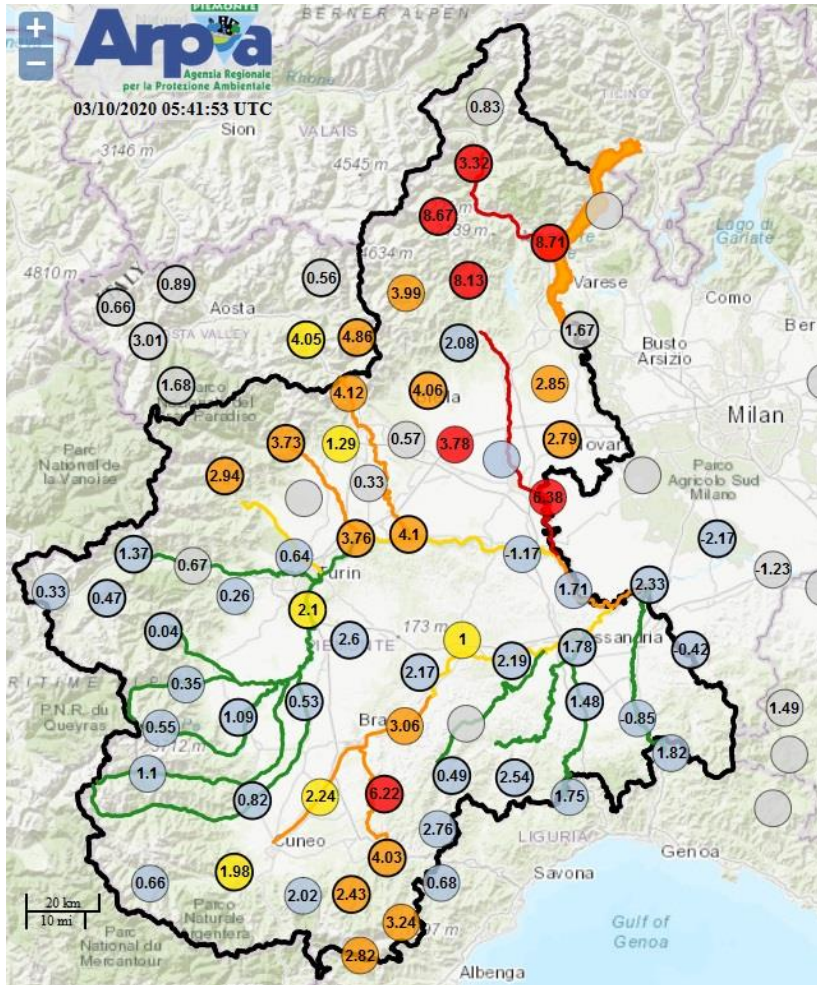 PIEMONTE
BERNER ALPEN
Arpa
Agenzia Regionale
per la Protezione Ambientale
03/10/2020 05:41:53 UTC
Rhone
Sion
VALAIS
TICINO
3146 m
4545 m
0.83
3.32
8.67
8.71
Lago di
Garlate
4810 m
4634 m
ITALY
0.89
0.56
3.99
8.13
Varese
Como
0.66
Aosta
3.01
AOSTA VALLEY
4.05
4.86
2.08
1.67
Busto
Arsizio
1.68
4.12
4.06
2.85
Milan
Parc
National de
la Vanoise
3.73
1.29
0.57
3.78
2.79
2.94
0.33
6.38
Parco
Agricolo Sud
Milano
3.76
4.1
-2.17
1.37
0.67
0.64
-1.17
-1.23
0.33
0.47
0.26
2.1
1.71
2.33
0.04
2.6
173 m
1
2.19
1.78
-0.42
0.35
2.17
P.N.R. du
Queyras
0.55
1.09
0.53
3.06
1.48
-0.85
1.49
1.1
0.82
2.24
6.22
0.49
2.54
1.75
1.82
Cuneo
2.76
LIGURIA
Genoa
4.03
0.66
1.98
2.02
2.43
0.68
Savona
20 km
10 mi
Parc
National du
Mercantour
Parco
Naturale
3.24
2.82
Gulf of
Genoa
Albenga